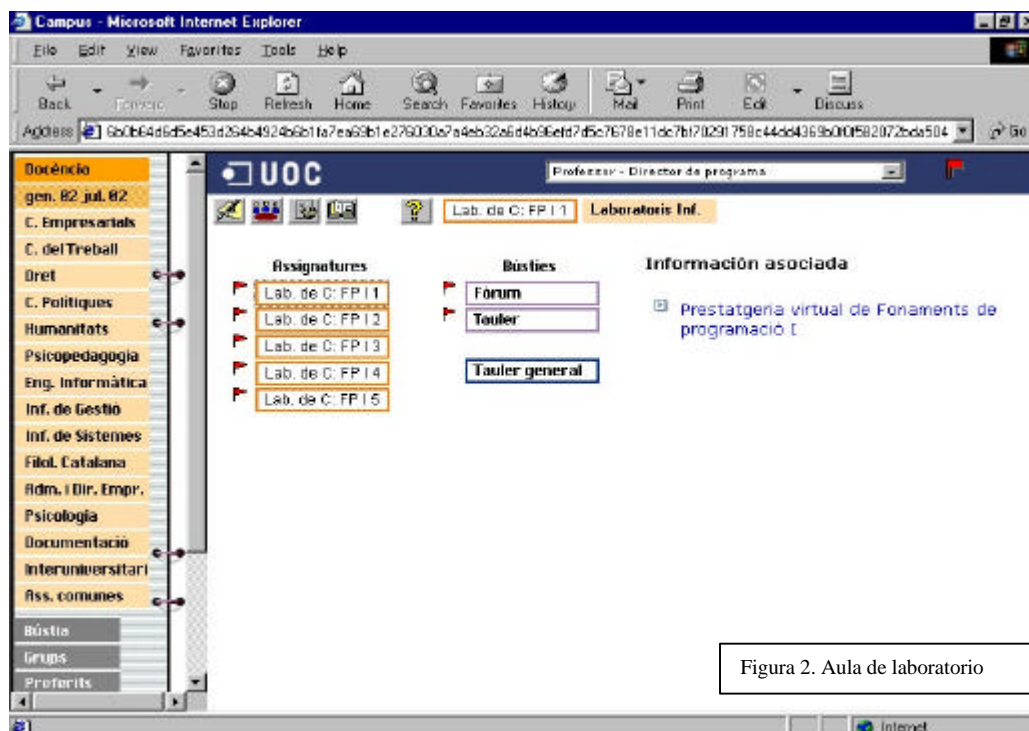 Campus - Microsoft Internet Explorer
File Edit View Favorites Tools Help
Back Forward Stop Refresh Home Search Favorites History Mail Print Edit Discuss
Address Go
Docència
gen. 02 jul. 02
C. Empresarials
C. del Treball
Dret
C. Polítiques
Humanitats
Psicopedagogia
Eng. Informàtica
Inf. de Gestió
Inf. de Sistemes
Filol. Catalana
Adm. i Dir. Empr.
Psicologia
Documentació
Interuniversitari
Ass. comunes
Bústia
Grups
Preferits
UOC
Professor - Director de programa
Lab. de C: FP I 1 Laboratoris Inf.
Assignatures
Lab. de C: FP I 1
Lab. de C: FP I 2
Lab. de C: FP I 3
Lab. de C: FP I 4
Lab. de C: FP I 5
Bústies
Fòrum
Tauler
Tauler general
Información asociada
Prestatgeria virtual de Fonaments de
programació I
Figura 2. Aula de laboratorio
Internet